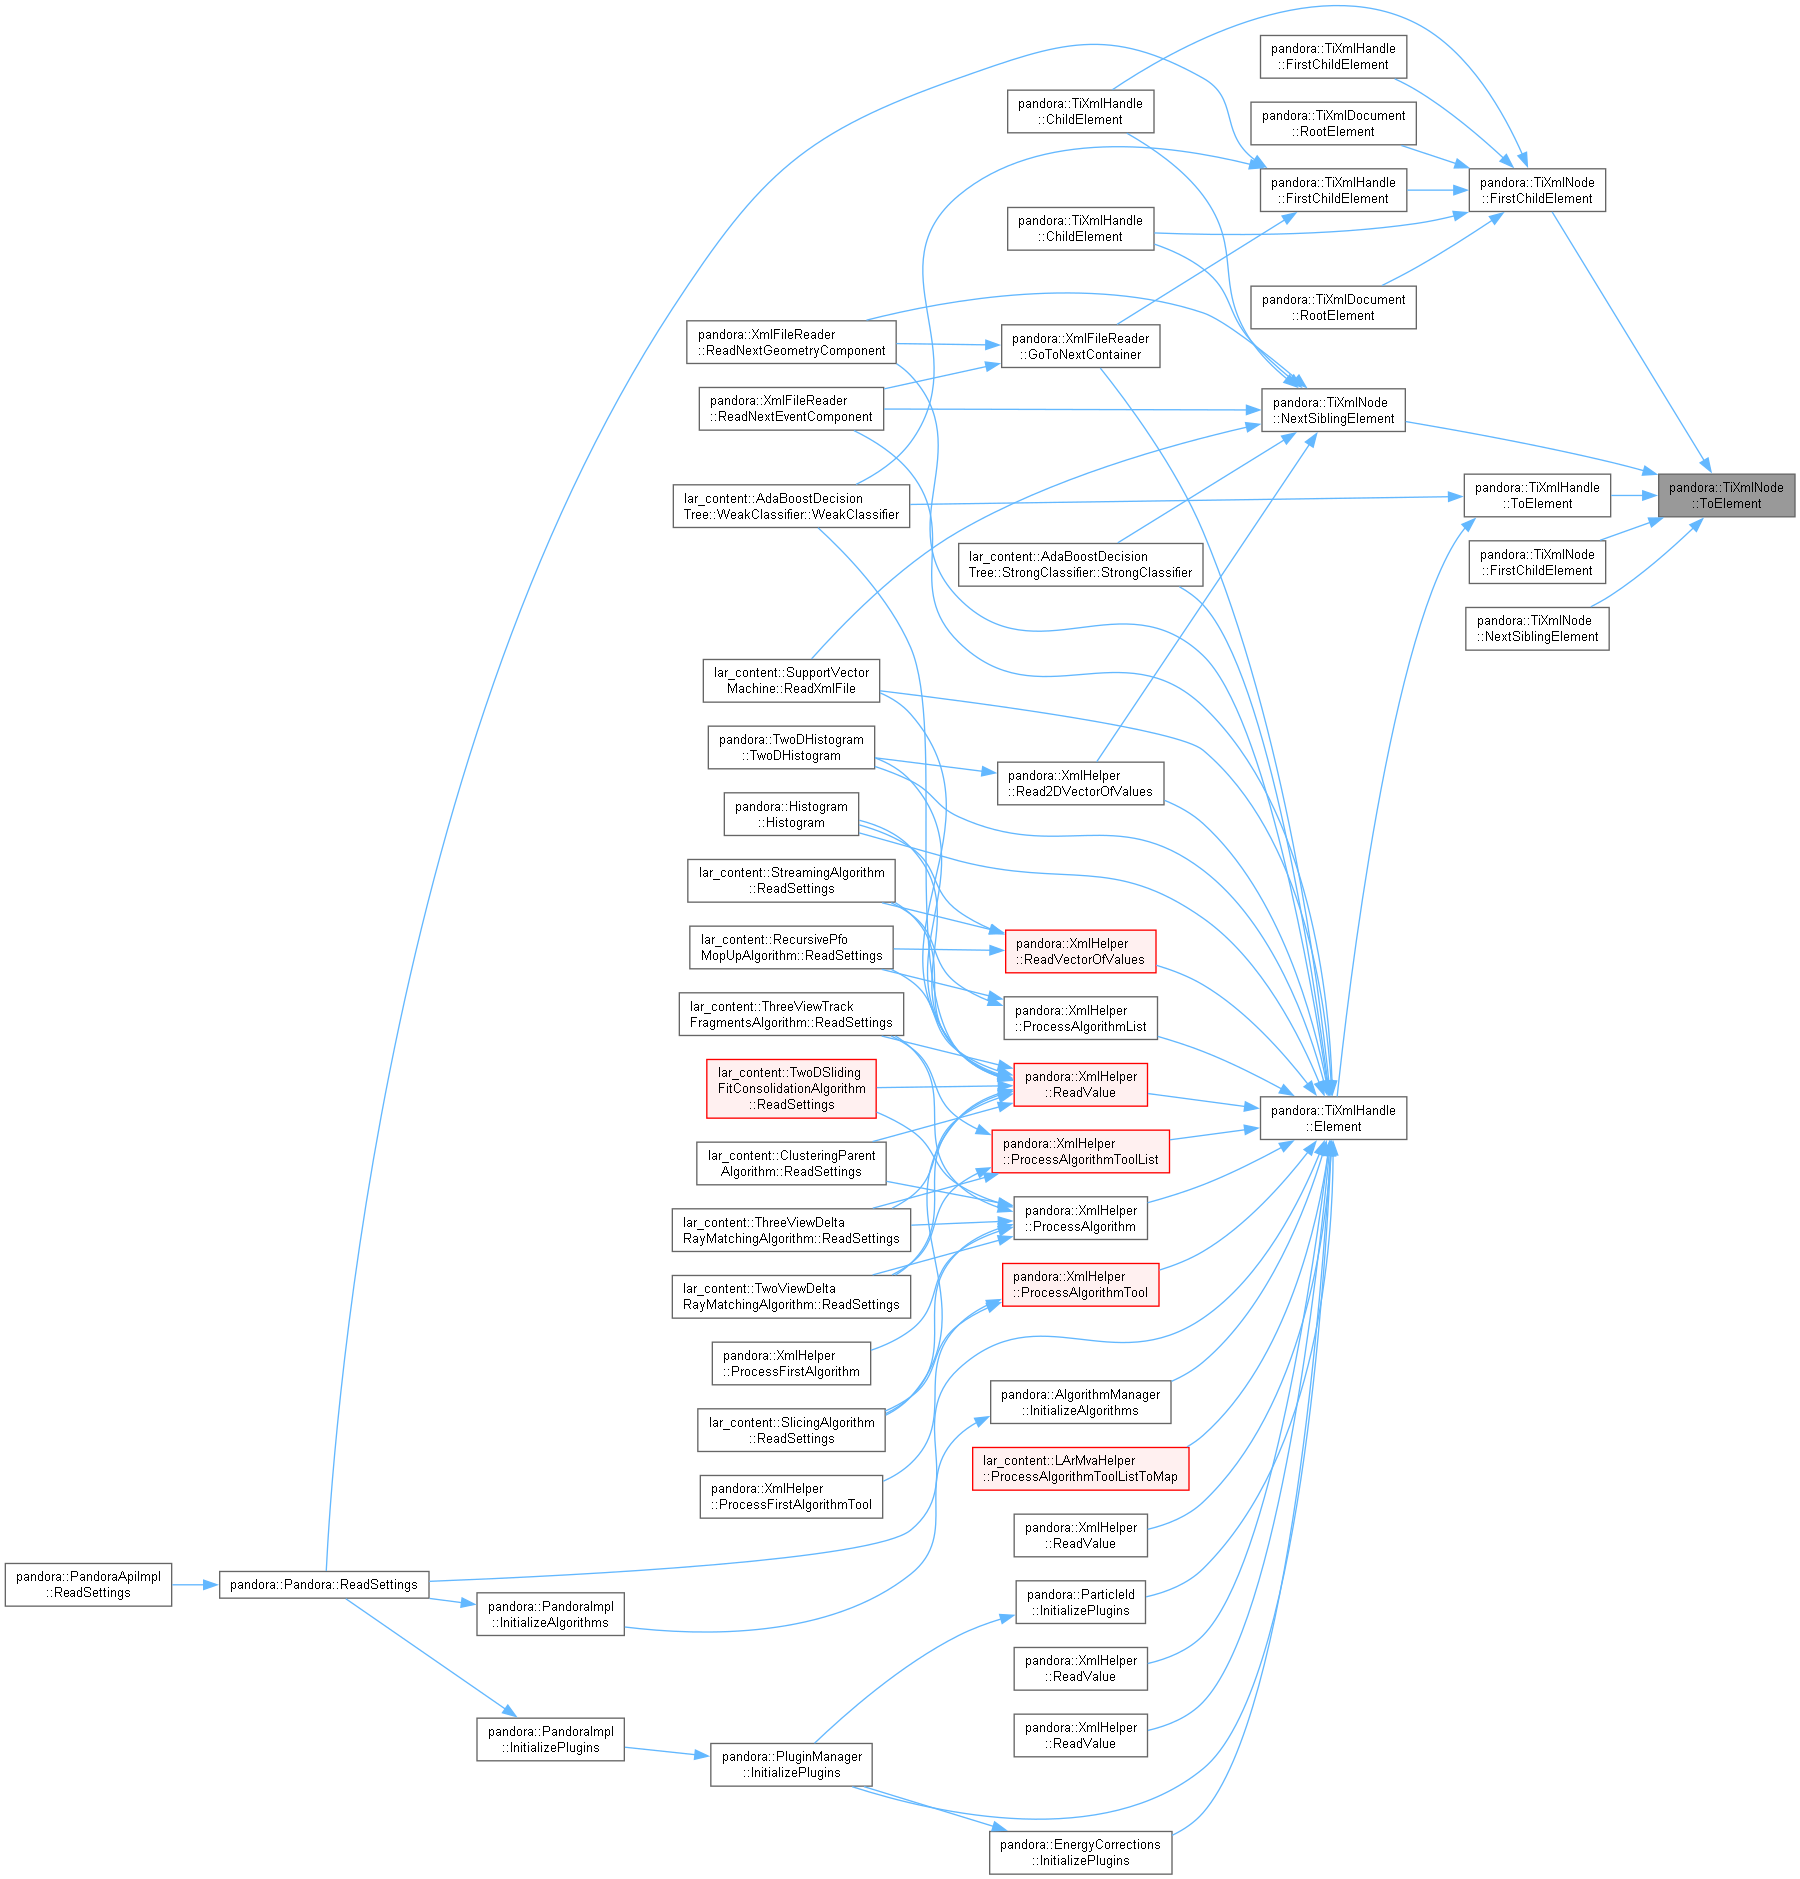 pandora::TiXmlHandle
::FirstChildElement
pandora::TiXmlHandle
::ChildElement
pandora::TiXmlDocument
::RootElement
pandora::TiXmlHandle
::FirstChildElement
pandora::TiXmlNode
::FirstChildElement
pandora::TiXmlHandle
::ChildElement
pandora::TiXmlDocument
::RootElement
pandora::XmlFileReader
::ReadNextGeometryComponent
pandora::XmlFileReader
::GoToNextContainer
pandora::XmlFileReader
::ReadNextEventComponent
pandora::TiXmlNode
::NextSiblingElement
lar_content::AdaBoostDecision
Tree::WeakClassifier::WeakClassifier
pandora::TiXmlHandle
::ToElement
pandora::TiXmlNode
::ToElement
lar_content::AdaBoostDecision
Tree::StrongClassifier::StrongClassifier
pandora::TiXmlNode
::FirstChildElement
pandora::TiXmlNode
::NextSiblingElement
lar_content::SupportVector
Machine::ReadXmlFile
pandora::TwoDHistogram
::TwoDHistogram
pandora::XmlHelper
::Read2DVectorOfValues
pandora::Histogram
::Histogram
lar_content::StreamingAlgorithm
::ReadSettings
lar_content::RecursivePfo
MopUpAlgorithm::ReadSettings
pandora::XmlHelper
::ReadVectorOfValues
lar_content::ThreeViewTrack
FragmentsAlgorithm::ReadSettings
pandora::XmlHelper
::ProcessAlgorithmList
lar_content::TwoDSliding
FitConsolidationAlgorithm
::ReadSettings
pandora::XmlHelper
::ReadValue
pandora::TiXmlHandle
::Element
lar_content::ClusteringParent
Algorithm::ReadSettings
pandora::XmlHelper
::ProcessAlgorithmToolList
lar_content::ThreeViewDelta
RayMatchingAlgorithm::ReadSettings
pandora::XmlHelper
::ProcessAlgorithm
lar_content::TwoViewDelta
RayMatchingAlgorithm::ReadSettings
pandora::XmlHelper
::ProcessAlgorithmTool
pandora::XmlHelper
::ProcessFirstAlgorithm
lar_content::SlicingAlgorithm
::ReadSettings
pandora::AlgorithmManager
::InitializeAlgorithms
lar_content::LArMvaHelper
::ProcessAlgorithmToolListToMap
pandora::XmlHelper
::ProcessFirstAlgorithmTool
pandora::XmlHelper
::ReadValue
pandora::PandoraApiImpl
::ReadSettings
pandora::Pandora::ReadSettings
pandora::PandoraImpl
::InitializeAlgorithms
pandora::ParticleId
::InitializePlugins
pandora::XmlHelper
::ReadValue
pandora::XmlHelper
::ReadValue
pandora::PandoraImpl
::InitializePlugins
pandora::PluginManager
::InitializePlugins
pandora::EnergyCorrections
::InitializePlugins